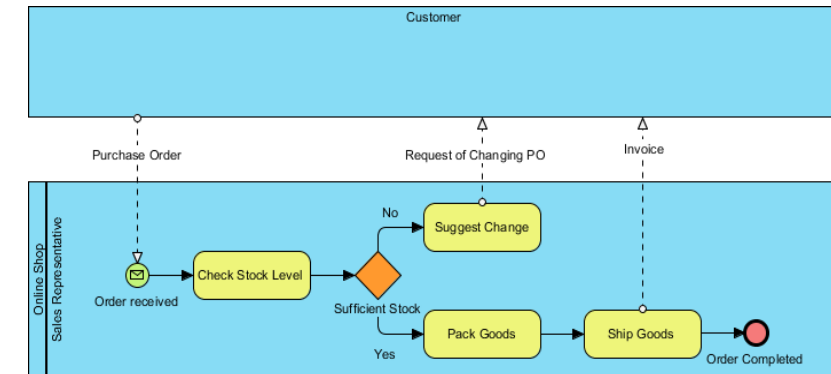 Customer
Purchase Order
Request of Changing PO
Invoice
Online Shop
Sales Representative
Order received
Check Stock Level
Sufficient Stock
No
Suggest Change
Yes
Pack Goods
Ship Goods
Order Completed